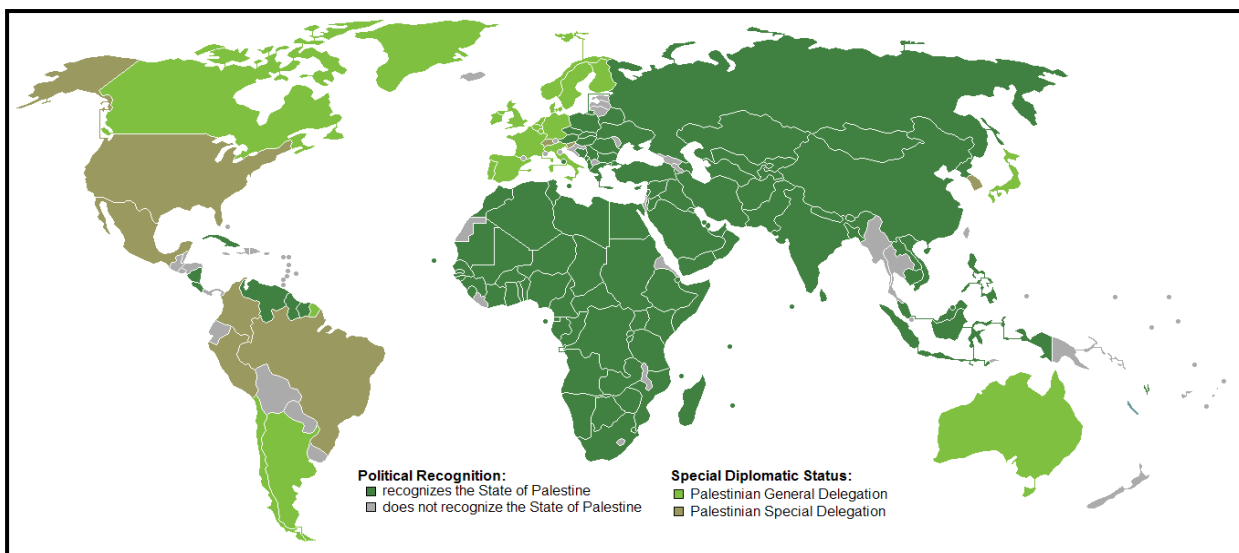 Political Recognition:
recognizes the State of Palestine
does not recognize the State of Palestine
Special Diplomatic Status:
Palestinian General Delegation
Palestinian Special Delegation